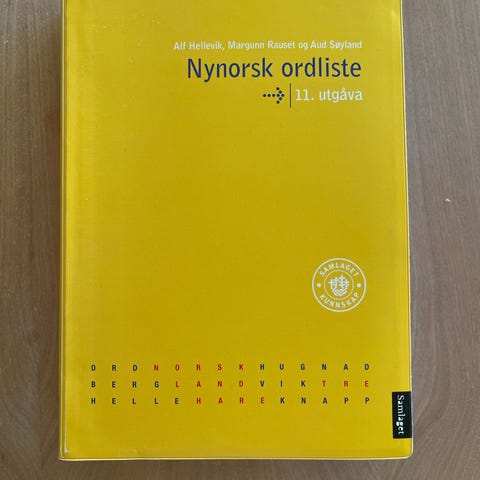 Alf Hellevik, Margunn Rauset og Aud Søyland
Nynorsk ordliste
11. utgåva
SAMLAGET
KUNNSKAP
ORDNORSKHUGNAD
BERGLANDVIKTRE
HELLEHAREKNAPP
Samlaget